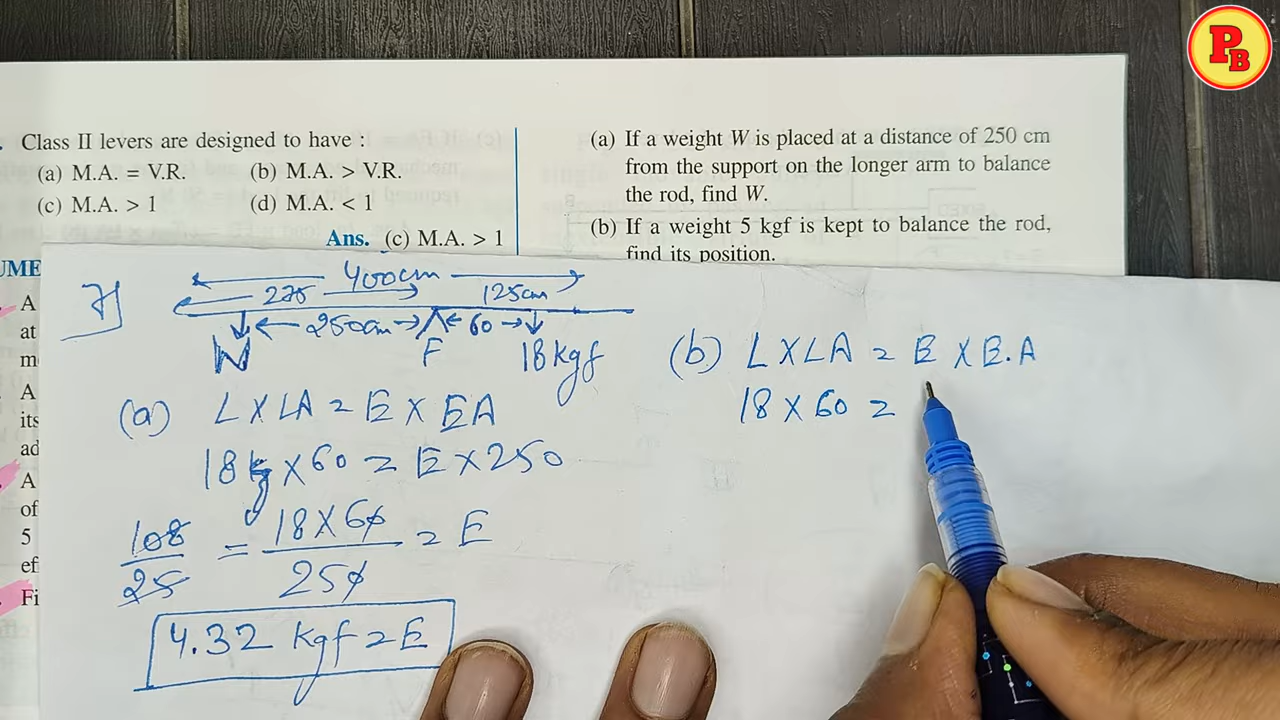 PB
Class II levers are designed to have :
(a) M.A. = V.R. (b) M.A. > V.R.
(c) M.A. > 1 (d) M.A. < 1
Ans. (c) M.A. > 1
UME
A
at
m
A
its
ad
A
of
5
ef
Fi
(a) If a weight W is placed at a distance of 250 cm
from the support on the longer arm to balance
the rod, find W.
(b) If a weight 5 kgf is kept to balance the rod,
find its position.
7]
400cm
275 125cm
250cm 60
W F 18kgf
(a) L X LA = E X EA
18kg X 60 = E X 250
108/25 = 18 X 60/250 = E
4.32 kgf = E
(b) L X LA = E X E.A
18 X 60 =